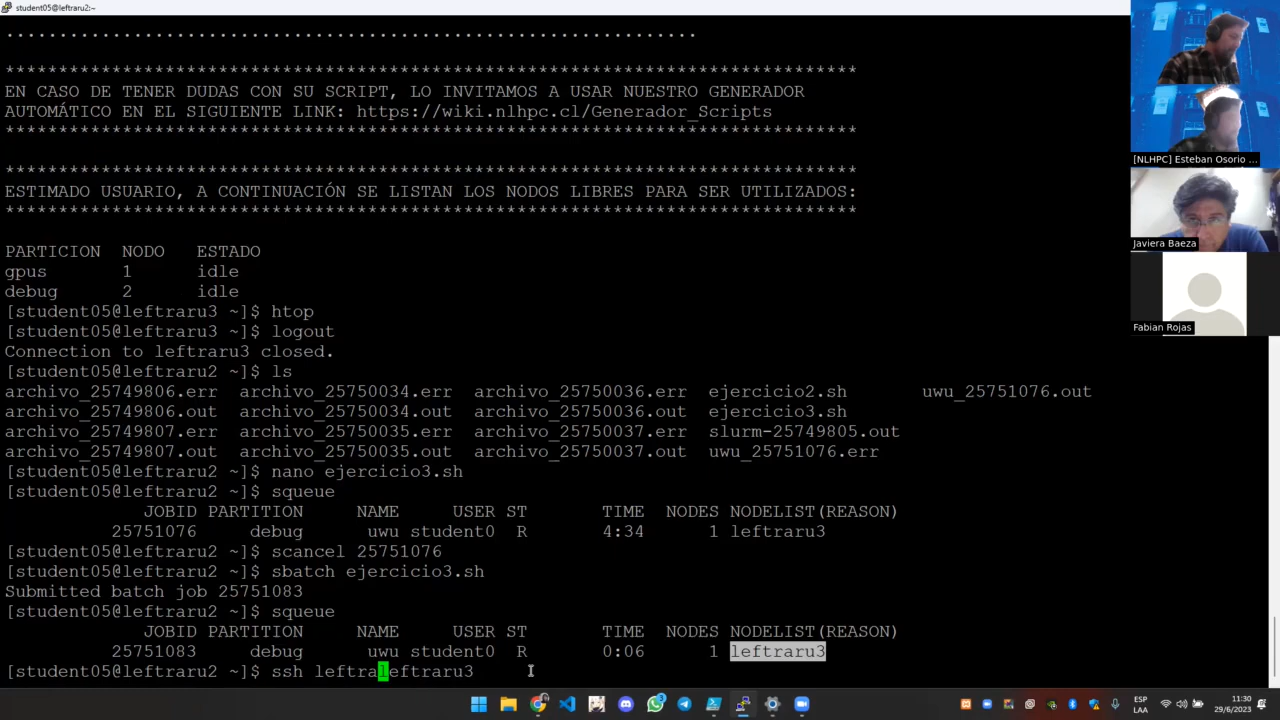 student05@leftraru2:~
................................................................
********************************************************************************
EN CASO DE TENER DUDAS CON SU SCRIPT, LO INVITAMOS A USAR NUESTRO GENERADOR
AUTOMÁTICO EN EL SIGUIENTE LINK: https://wiki.nlhpc.cl/Generador_Scripts
********************************************************************************
********************************************************************************
ESTIMADO USUARIO, A CONTINUACIÓN SE LISTAN LOS NODOS LIBRES PARA SER UTILIZADOS:
********************************************************************************
PARTICION NODO ESTADO
gpus 1 idle
debug 2 idle
[student05@leftraru3 ~]$ htop
[student05@leftraru3 ~]$ logout
Connection to leftraru3 closed.
[student05@leftraru2 ~]$ ls
archivo_25749806.err archivo_25750034.err archivo_25750036.err ejercicio2.sh uwu_25751076.out
archivo_25749806.out archivo_25750034.out archivo_25750036.out ejercicio3.sh
archivo_25749807.err archivo_25750035.err archivo_25750037.err slurm-25749805.out
archivo_25749807.out archivo_25750035.out archivo_25750037.out uwu_25751076.err
[student05@leftraru2 ~]$ nano ejercicio3.sh
[student05@leftraru2 ~]$ squeue
JOBID PARTITION NAME USER ST TIME NODES NODELIST(REASON)
25751076 debug uwu student0 R 4:34 1 leftraru3
[student05@leftraru2 ~]$ scancel 25751076
[student05@leftraru2 ~]$ sbatch ejercicio3.sh
Submitted batch job 25751083
[student05@leftraru2 ~]$ squeue
JOBID PARTITION NAME USER ST TIME NODES NODELIST(REASON)
25751083 debug uwu student0 R 0:06 1 leftraru3
[student05@leftraru2 ~]$ ssh leftraleftraru3
[NLHPC] Esteban Osorio ...
Javiera Baeza
Fabian Rojas
3
ESP
LAA
11:30
29/6/2023